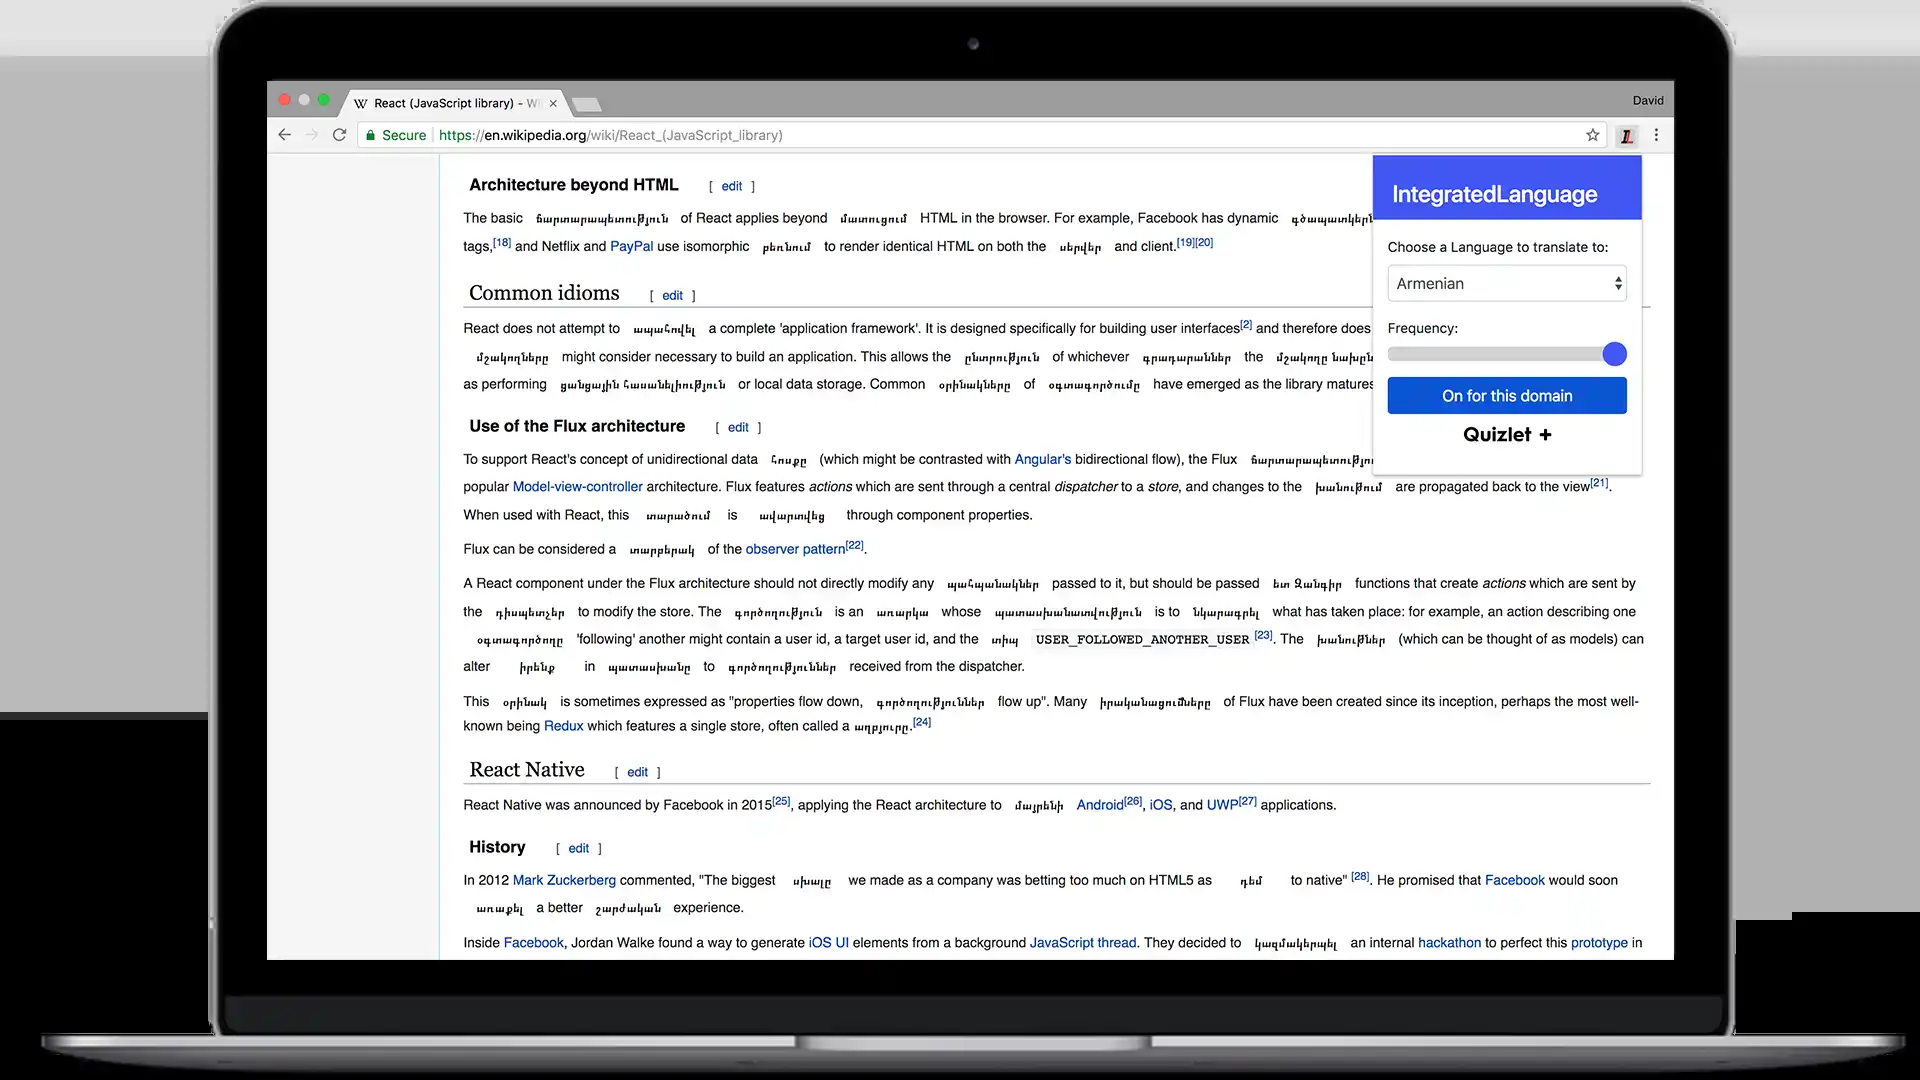 React (JavaScript library) - Wi
David
Secure https://en.wikipedia.org/wiki/React_(JavaScript_library)
IntegratedLanguage
Choose a Language to translate to:
Armenian
Frequency:
On for this domain
Quizlet +
Architecture beyond HTML [ edit ]
The basic ճարտարապետություն of React applies beyond մատուցում HTML in the browser. For example, Facebook has dynamic գծապատկերն
tags,[18] and Netflix and PayPal use isomorphic բեռնում to render identical HTML on both the սերվեր and client.[19][20]
Common idioms [ edit ]
React does not attempt to ապահովել a complete 'application framework'. It is designed specifically for building user interfaces[2] and therefore does
մշակողները might consider necessary to build an application. This allows the ընտրություն of whichever գրադարաններ the մշակողը նախըն
as performing ցանցային հասանելիություն or local data storage. Common օրինակները of օգտագործումը have emerged as the library matures
Use of the Flux architecture [ edit ]
To support React's concept of unidirectional data հոսքը (which might be contrasted with Angular's bidirectional flow), the Flux ճարտարապետությու
popular Model-view-controller architecture. Flux features actions which are sent through a central dispatcher to a store, and changes to the խանութում are propagated back to the view[21].
When used with React, this տարածում is ավարտվեց through component properties.
Flux can be considered a տարբերակ of the observer pattern[22].
A React component under the Flux architecture should not directly modify any պահպանակներ passed to it, but should be passed ետ Զանգիր functions that create actions which are sent by
the դիսպետչեր to modify the store. The գործողություն is an առարկա whose պատասխանատվություն is to նկարագրել what has taken place: for example, an action describing one
օգտագործողը 'following' another might contain a user id, a target user id, and the տիպ USER_FOLLOWED_ANOTHER_USER [23]. The խանութներ (which can be thought of as models) can
alter իրենք in պատասխանը to գործողություններ received from the dispatcher.
This օրինակ is sometimes expressed as "properties flow down, գործողություններ flow up". Many իրականացումները of Flux have been created since its inception, perhaps the most well-
known being Redux which features a single store, often called a աղբյուրը.[24]
React Native [ edit ]
React Native was announced by Facebook in 2015[25], applying the React architecture to մայրենի Android[26], iOS, and UWP[27] applications.
History [ edit ]
In 2012 Mark Zuckerberg commented, "The biggest սխալը we made as a company was betting too much on HTML5 as դեմ to native" [28]. He promised that Facebook would soon
առաքել a better շարժական experience.
Inside Facebook, Jordan Walke found a way to generate iOS UI elements from a background JavaScript thread. They decided to կազմակերպել an internal hackathon to perfect this prototype in